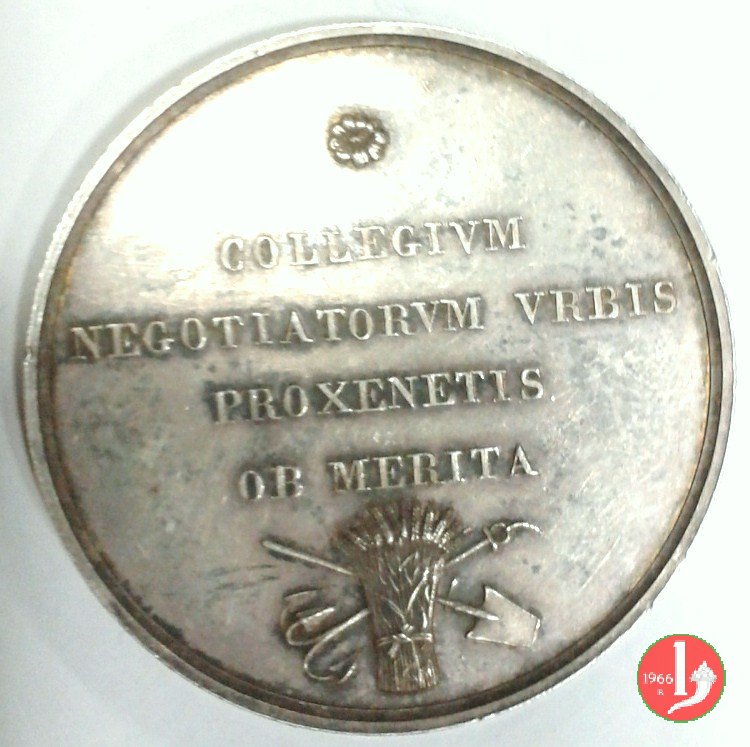 COLLEGIVM
NEGOTIATORVM VRBIS
PROXENETIS
OB MERITA
1966
R